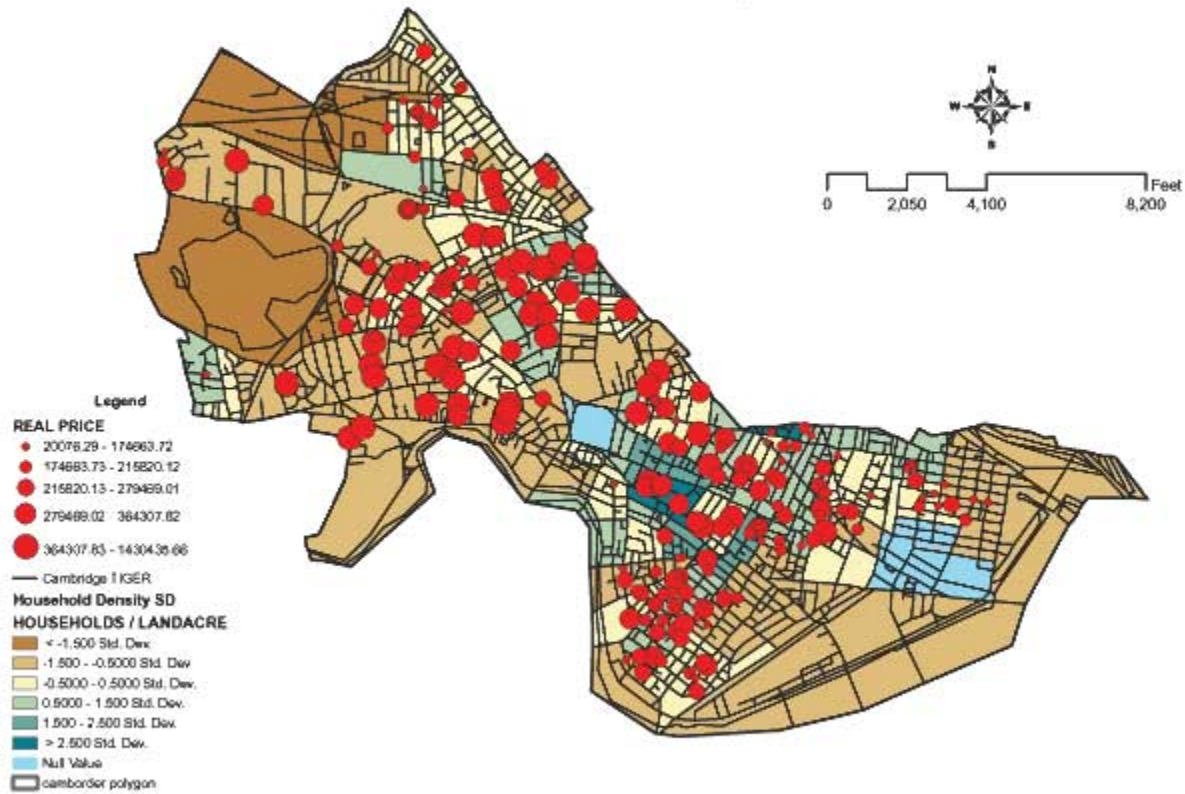 N
W E
S
Feet
0 2,050 4,100 8,200
Legend
REAL PRICE
20076.29 - 174663.72
174663.73 - 215820.12
215820.13 - 279469.01
279469.02 364307.82
364307.83 - 1430438.66
Cambridge TIGER
Household Density SD
HOUSEHOLDS / LANDACRE
< -1.500 Std. Dev.
-1.500 - -0.5000 Std. Dev
-0.5000 - 0.5000 Std. Dev.
0.5000 - 1.500 Std. Dev.
1.500 - 2.500 Std. Dev.
> 2.500 Std. Dev.
Null Value
camborder polygon